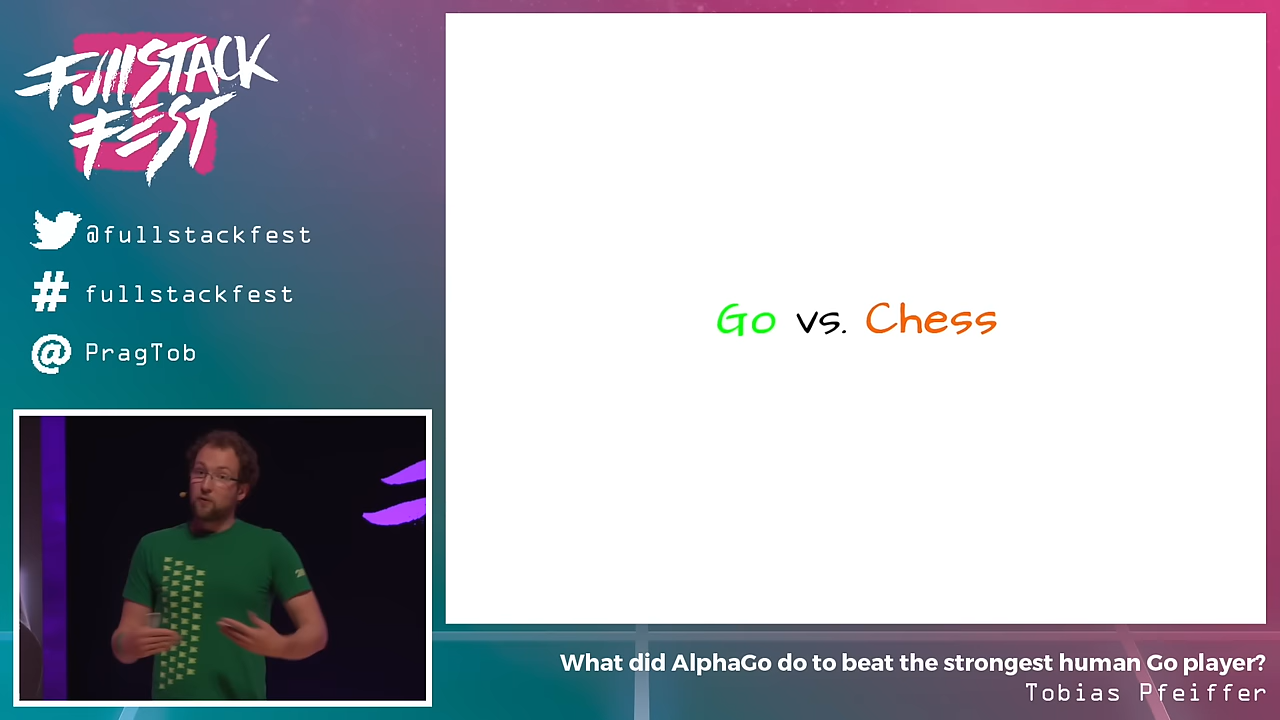 FullSTACK
FEST
@fullstackfest
# fullstackfest
@ PragTob
Go vs. Chess
What did AlphaGo do to beat the strongest human Go player?
Tobias Pfeiffer